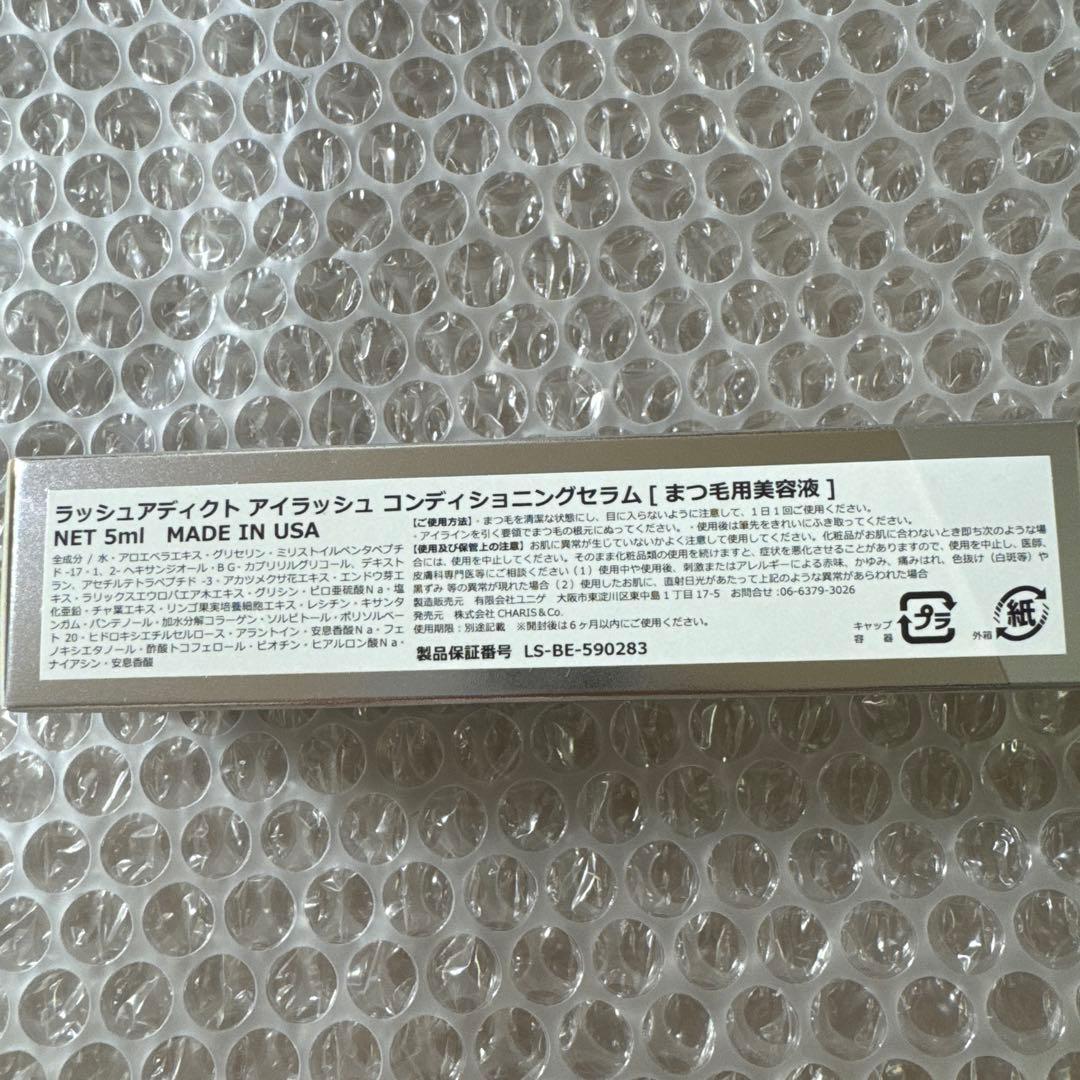 ラッシュアディクト アイラッシュ コンディショニングセラム [ まつ毛用美容液 ]
NET 5ml MADE IN USA
全成分 / 水・アロエベラエキス・グリセリン・ミリストイルペンタペプチ
ド-17・1、2-ヘキサンジオール・BG・カプリリルグリコール、デキスト
ラン、アセチルテトラペプチド -3・アカツメクサ花エキス・エンドウ芽エ
キス・ラリックスエウロパエア木エキス・グリシン・ピロ亜硫酸Na・塩
化亜鉛・チャ葉エキス・リンゴ果実培養細胞エキス・レシチン・キサンタ
ンガム・パンテノール・加水分解コラーゲン・ソルビトール・ポリソルベー
ト 20・ヒドロキシエチルセルロース・アラントイン・安息香酸Na・フェ
ノキシエタノール・酢酸トコフェロール・ビオチン・ヒアルロン酸Na・
ナイアシン・安息香酸
【ご使用方法】・まつ毛を清潔な状態にし、目に入らないように注意して、1日1回ご使用ください。
・アイラインを引く要領でまつ毛の根元にぬってください。・使用後は筆先をきれいにふき取ってください。
【使用及び保管上の注意】お肌に異常が生じていないかよく注意して使用してください。化粧品がお肌に合わないとき即ち次のような場
合には、使用を中止してください。そのまま化粧品類の使用を続けますと、症状を悪化させることがありますので、使用を中止し、医師、
皮膚科専門医等にご相談ください（1）使用中や使用後、刺激またはアレルギーによる赤味、かゆみ、痛みはれ、色抜け（白斑等）や
黒ずみ 等の異常が現れた場合（2）使用したお肌に、直射日光があたって上記のような異常があらわれた場合
製造販売元 有限会社ユニゲ 大阪市東淀川区東中島1丁目17-5 お問合せ :06-6379-3026
発売元 株式会社 CHARIS＆Co.
使用期限 : 別途記載 ※開封後は6ヶ月以内にご使用ください。
製品保証番号 LS-BE-590283
キャップ
容器
プラ
外箱
紙